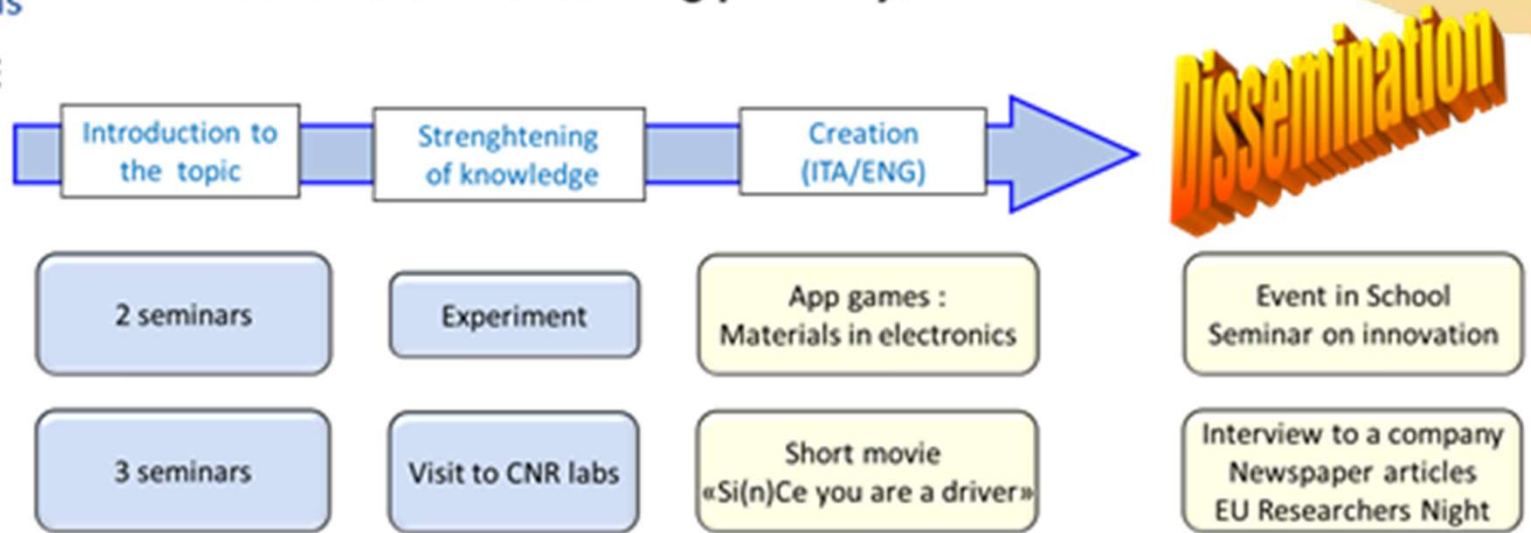 Introduction to
the topic
Strenghtening
of knowledge
Creation
(ITA/ENG)
Dissemination
2 seminars
Experiment
App games :
Materials in electronics
Event in School
Seminar on innovation
3 seminars
Visit to CNR labs
Short movie
«Si(n)Ce you are a driver»
Interview to a company
Newspaper articles
EU Researchers Night